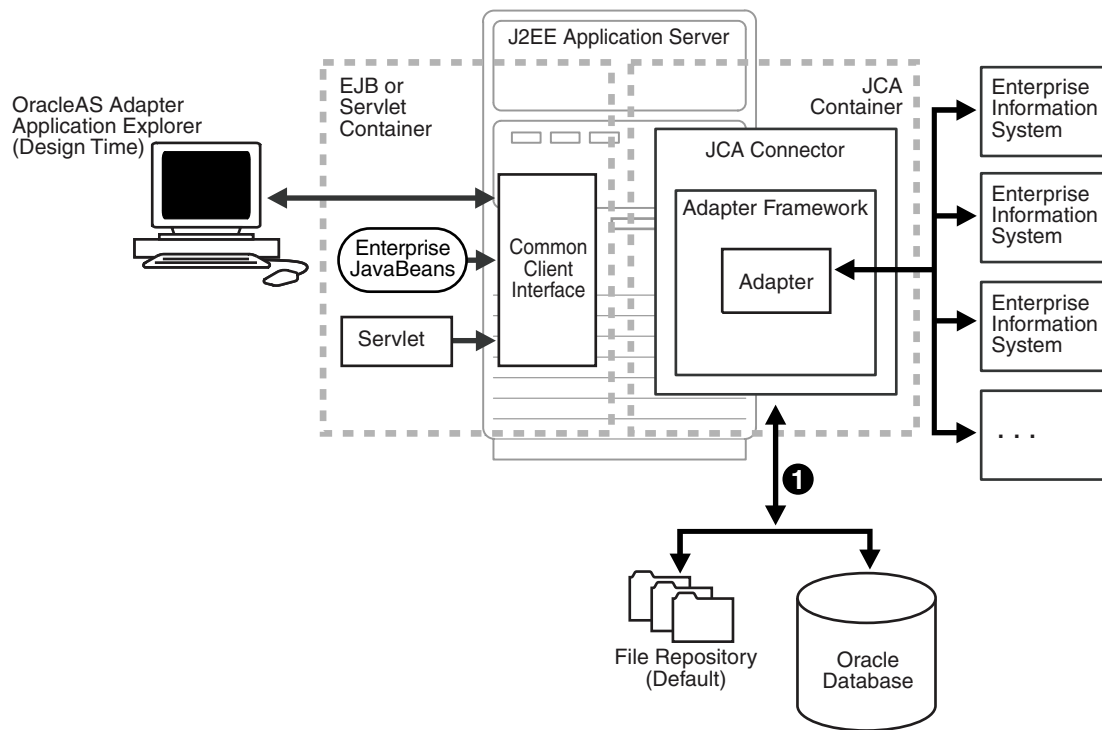 J2EE Application Server
EJB or
Servlet
Container
JCA
Container
OracleAS Adapter
Application Explorer
(Design Time)
JCA Connector
Adapter Framework
Adapter
Enterprise
JavaBeans
Servlet
Common
Client
Interface
Enterprise
Information
System
Enterprise
Information
System
Enterprise
Information
System
. . .
1
File Repository
(Default)
Oracle
Database